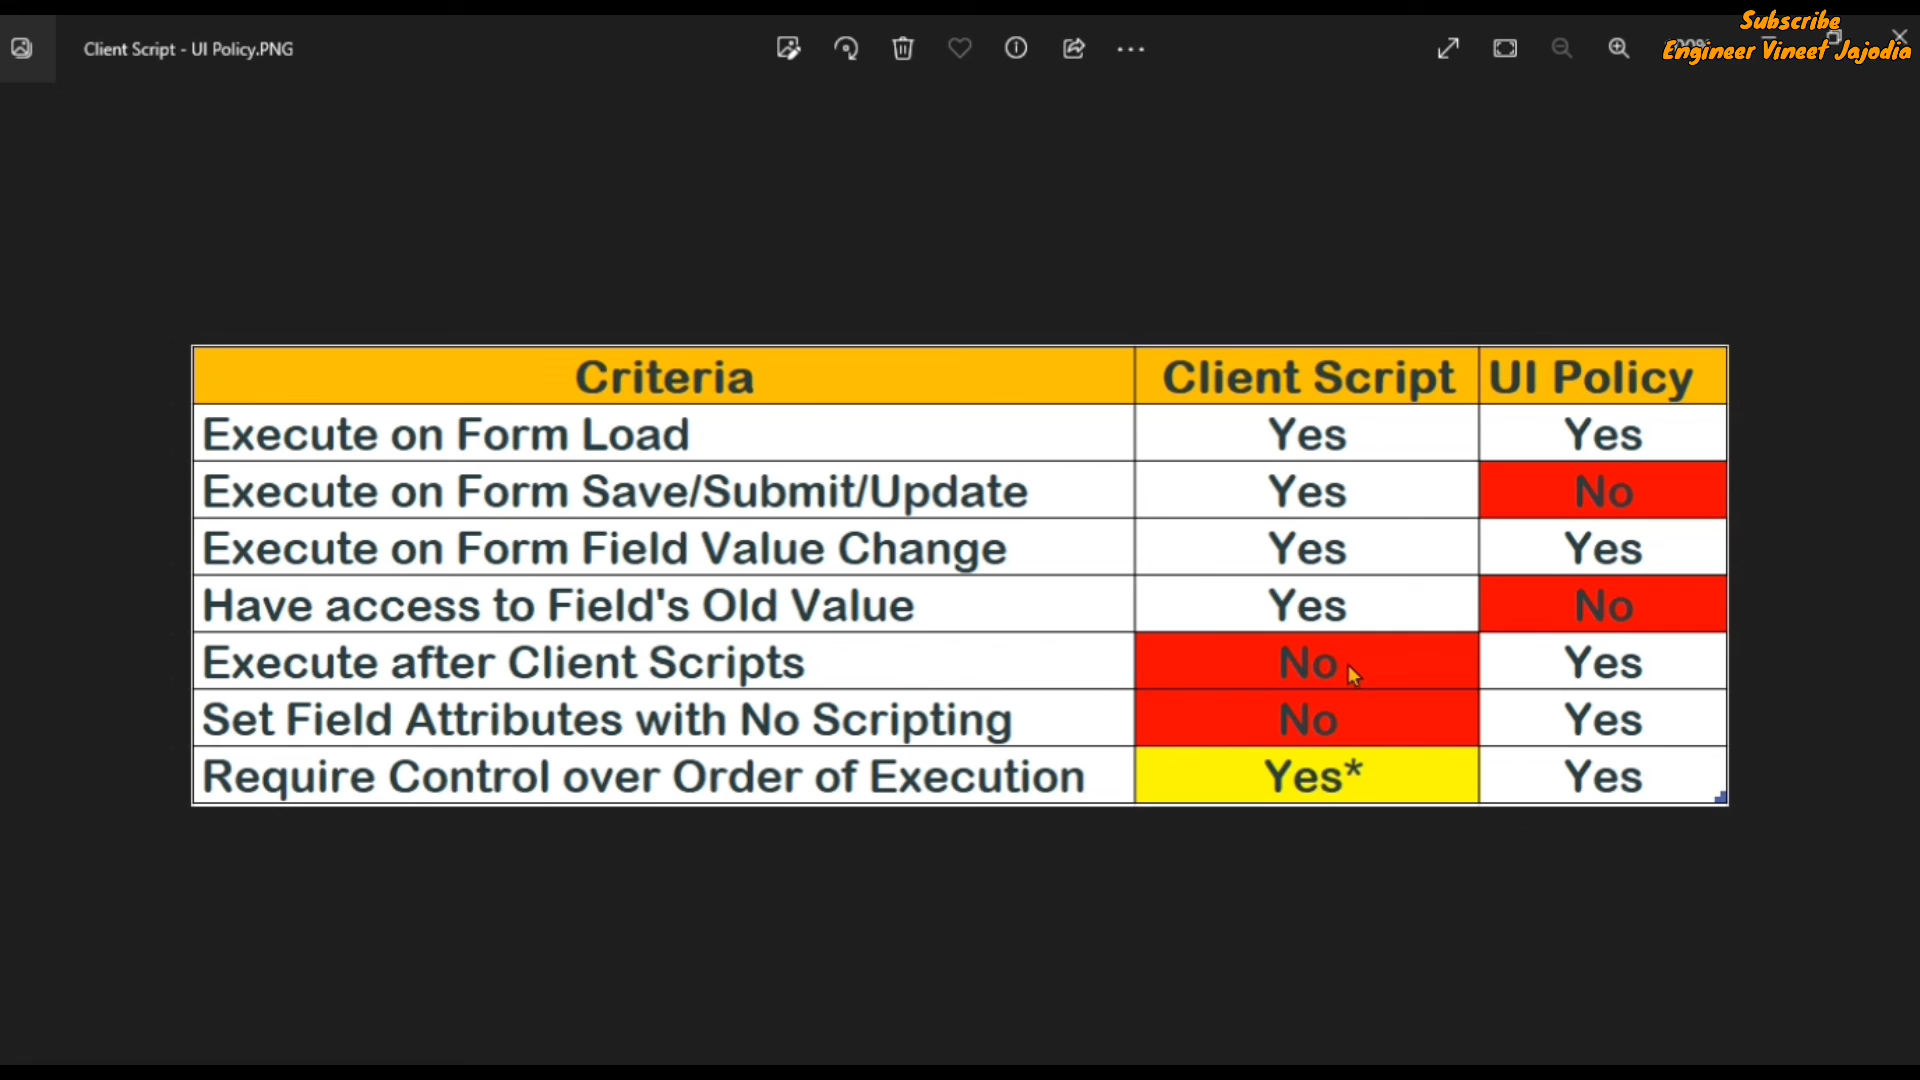 Subscribe
Client Script - UI Policy.PNG
Engineer Vineet Jajodia
Criteria Client Script UI Policy
Execute on Form Load Yes Yes
Execute on Form Save/Submit/Update Yes No
Execute on Form Field Value Change Yes Yes
Have access to Field's Old Value Yes No
Execute after Client Scripts No Yes
Set Field Attributes with No Scripting No Yes
Require Control over Order of Execution Yes* Yes